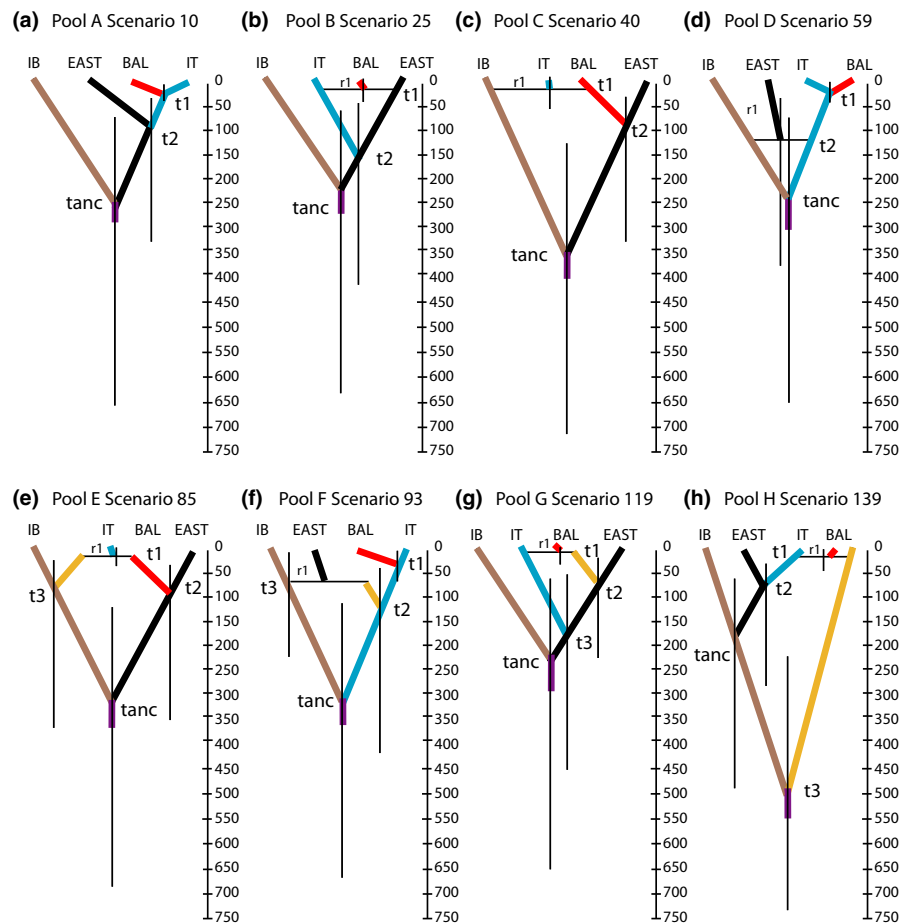 (a) Pool A Scenario 10
IB EAST BAL IT
t1
t2
tanc
0
50
100
150
200
250
300
350
400
450
500
550
600
650
700
750
(b) Pool B Scenario 25
IB IT BAL EAST
r1
t1
t2
tanc
0
50
100
150
200
250
300
350
400
450
500
550
600
650
700
750
(c) Pool C Scenario 40
IB IT BAL EAST
r1
t1
t2
tanc
0
50
100
150
200
250
300
350
400
450
500
550
600
650
700
750
(d) Pool D Scenario 59
IB EAST IT BAL
r1
t1
t2
tanc
0
50
100
150
200
250
300
350
400
450
500
550
600
650
700
750
(e) Pool E Scenario 85
IB IT BAL EAST
r1
t1
t2
t3
tanc
0
50
100
150
200
250
300
350
400
450
500
550
600
650
700
750
(f) Pool F Scenario 93
IB EAST BAL IT
t1
r1
t3
t2
tanc
0
50
100
150
200
250
300
350
400
450
500
550
600
650
700
750
(g) Pool G Scenario 119
IB IT BAL EAST
r1
t1
t2
t3
tanc
0
50
100
150
200
250
300
350
400
450
500
550
600
650
700
750
(h) Pool H Scenario 139
IB EAST IT BAL
t1
r1
t2
tanc
t3
0
50
100
150
200
250
300
350
400
450
500
550
600
650
700
750